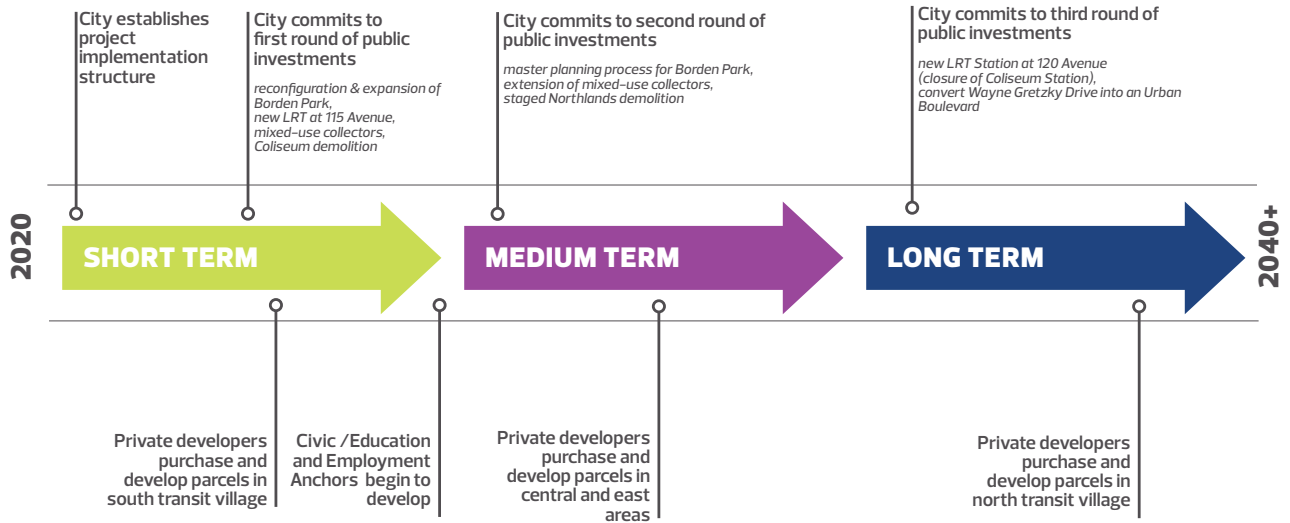 City establishes
project
implementation
structure
City commits to
first round of public
investments
reconfiguration & expansion of
Borden Park,
new LRT at 115 Avenue,
mixed-use collectors,
Coliseum demolition
City commits to second round of
public investments
master planning process for Borden Park,
extension of mixed-use collectors,
staged Northlands demolition
City commits to third round of
public investments
new LRT Station at 120 Avenue
(closure of Coliseum Station),
convert Wayne Gretzky Drive into an Urban
Boulevard
2020
SHORT TERM
MEDIUM TERM
LONG TERM
2040+
Private developers
purchase and
develop parcels in
south transit village
Civic /Education
and Employment
Anchors begin to
develop
Private developers
purchase and
develop parcels in
central and east
areas
Private developers
purchase and
develop parcels in
north transit village